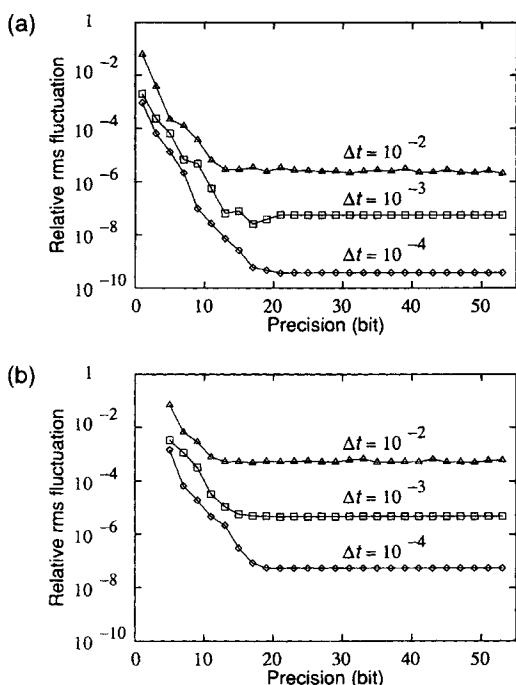 (a)
Relative rms fluctuation
1
10 -2
10 -4
10 -6
10 -8
10 -10
Δt = 10 -2
Δt = 10 -3
Δt = 10 -4
0 10 20 30 40 50
Precision (bit)
(b)
Relative rms fluctuation
1
10 -2
10 -4
10 -6
10 -8
10 -10
Δt = 10 -2
Δt = 10 -3
Δt = 10 -4
0 10 20 30 40 50
Precision (bit)